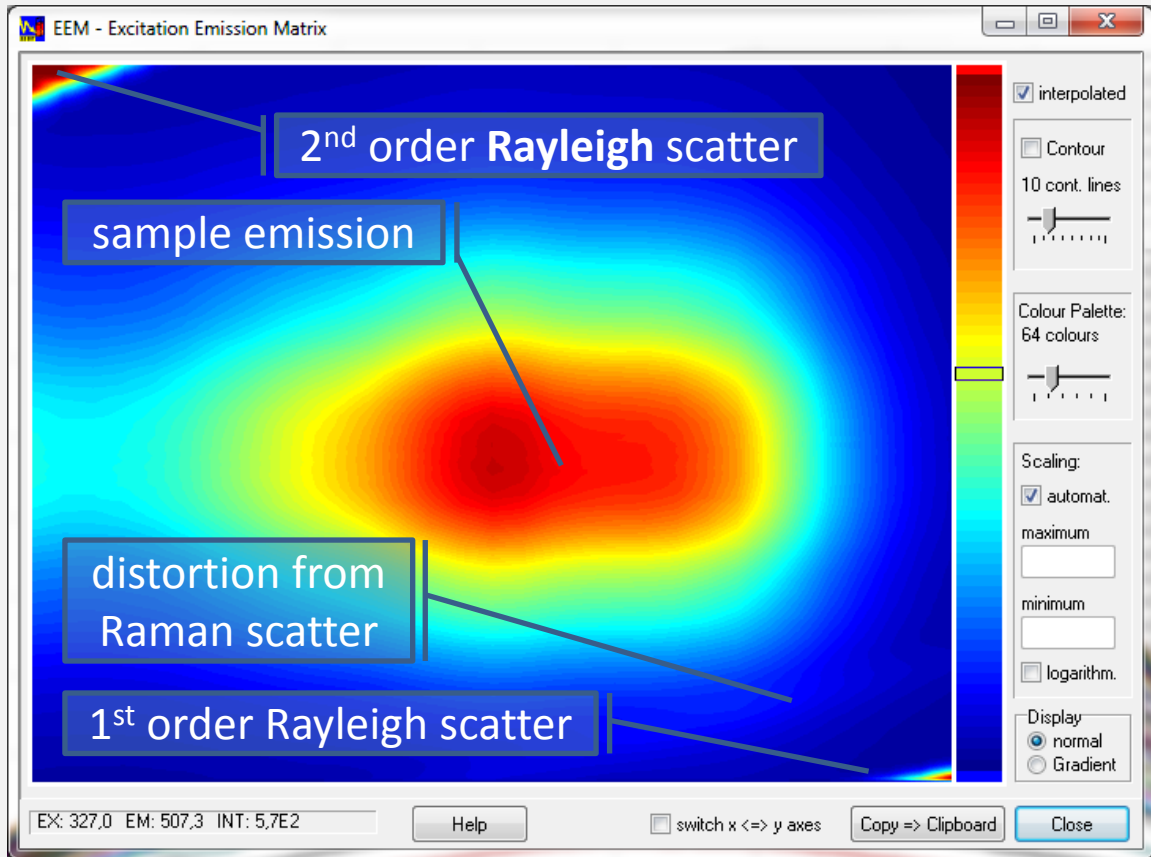 EEM - Excitation Emission Matrix
2nd order Rayleigh scatter
sample emission
distortion from
Raman scatter
1st order Rayleigh scatter
interpolated
Contour
10 cont. lines
Colour Palette:
64 colours
Scaling:
automat.
maximum
minimum
logarithm.
Display
normal
Gradient
EX: 327,0 EM: 507,3 INT: 5,7E2
Help
switch x <=> y axes
Copy => Clipboard
Close